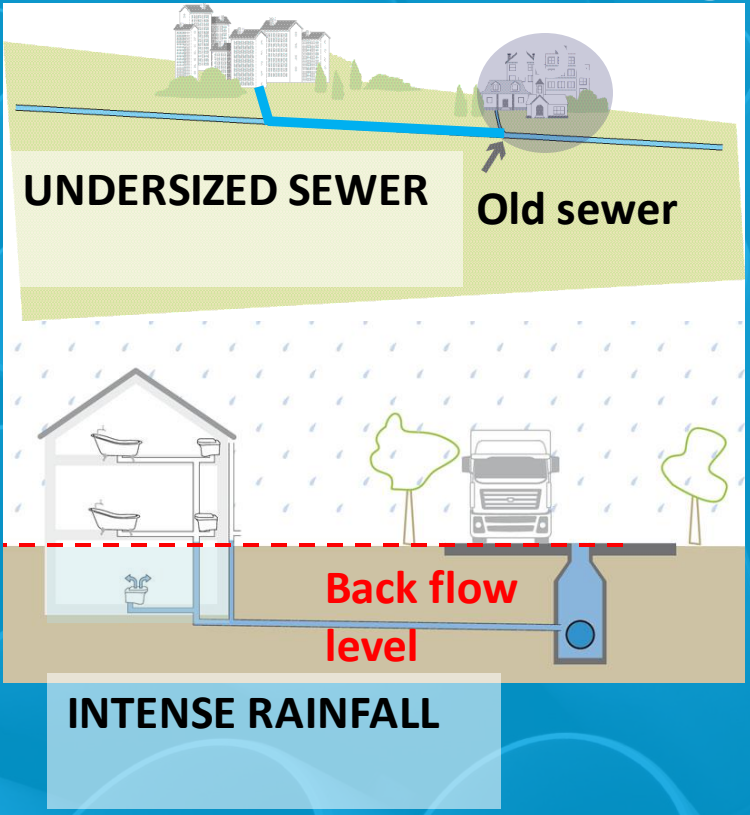 UNDERSIZED SEWER
Old sewer
Back flow
level
INTENSE RAINFALL